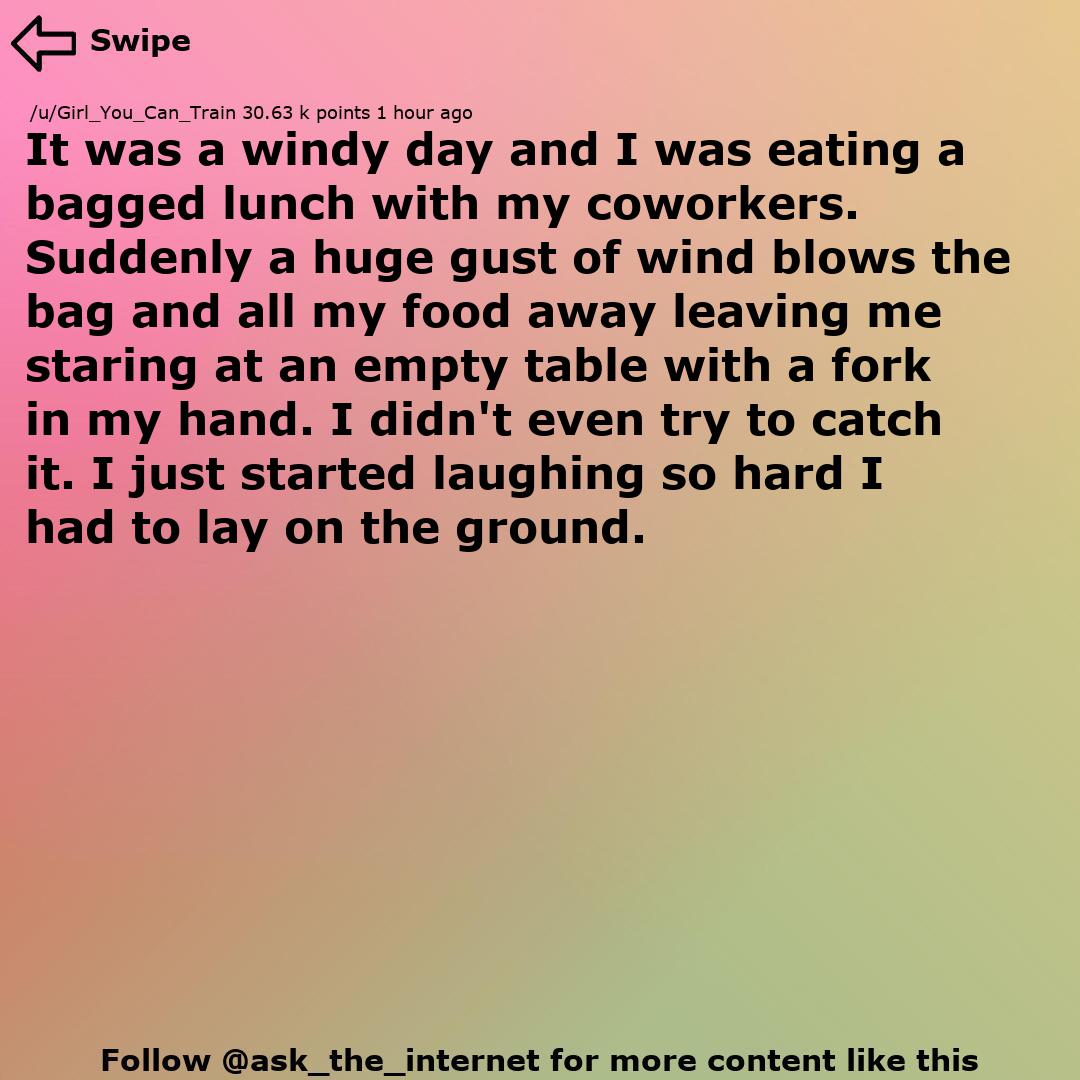 Swipe
/u/Girl_You_Can_Train 30.63 k points 1 hour ago
It was a windy day and I was eating a
bagged lunch with my coworkers.
Suddenly a huge gust of wind blows the
bag and all my food away leaving me
staring at an empty table with a fork
in my hand. I didn't even try to catch
it. I just started laughing so hard I
had to lay on the ground.
Follow @ask_the_internet for more content like this